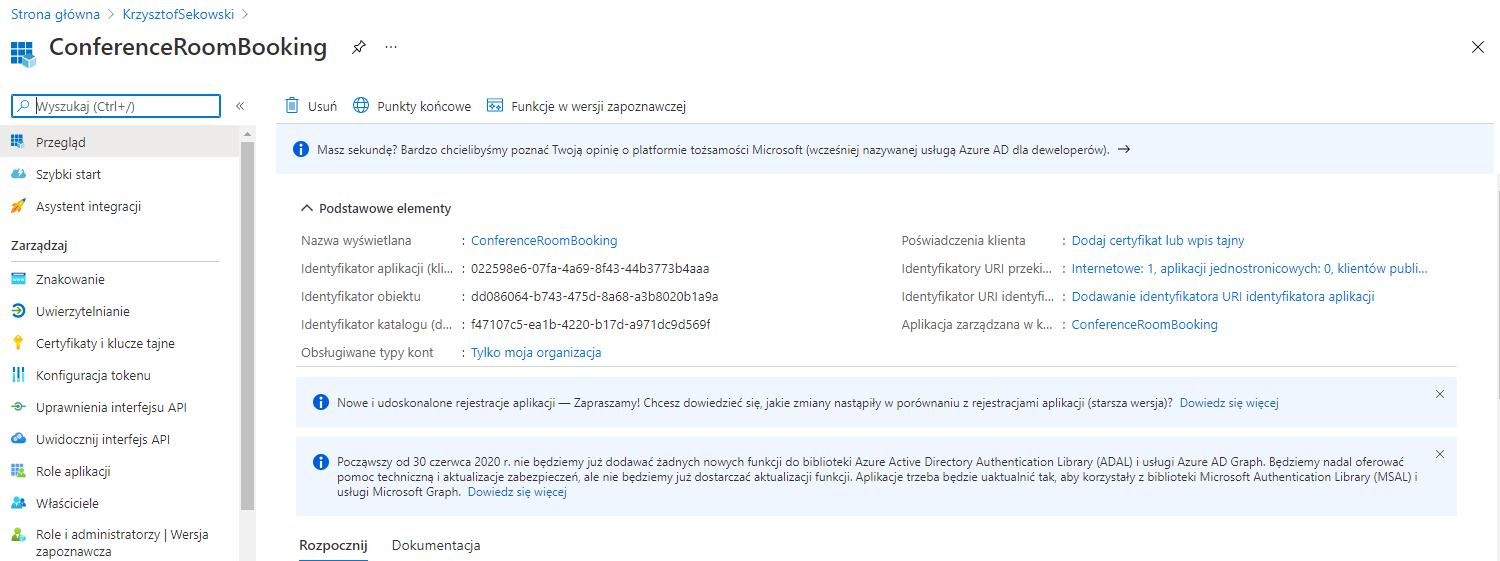 Strona główna > KrzysztofSekowski >
ConferenceRoomBooking
Wyszukaj (Ctrl+/)
Przegląd
Szybki start
Asystent integracji
Zarządzaj
Znakowanie
Uwierzytelnianie
Certyfikaty i klucze tajne
Konfiguracja tokenu
Uprawnienia interfejsu API
Uwidocznij interfejs API
Role aplikacji
Właściciele
Role i administratorzy | Wersja
zapoznawcza
Usuń Punkty końcowe Funkcje w wersji zapoznawczej
Masz sekundę? Bardzo chcielibyśmy poznać Twoją opinię o platformie tożsamości Microsoft (wcześniej nazywanej usługą Azure AD dla deweloperów). →
Podstawowe elementy
Nazwa wyświetlana : ConferenceRoomBooking
Identyfikator aplikacji (kli... : 022598e6-07fa-4a69-8f43-44b3773b4aaa
Identyfikator obiektu : dd086064-b743-475d-8a68-a3b8020b1a9a
Identyfikator katalogu (d... : f47107c5-ea1b-4220-b17d-a971dc9d569f
Obsługiwane typy kont : Tylko moja organizacja
Poświadczenia klienta : Dodaj certyfikat lub wpis tajny
Identyfikatory URI przeki... : Internetowe: 1, aplikacji jednostronicowych: 0, klientów publi...
Identyfikator URI identyfi... : Dodawanie identyfikatora URI identyfikatora aplikacji
Aplikacja zarządzana w k... : ConferenceRoomBooking
Nowe i udoskonalone rejestracje aplikacji — Zapraszamy! Chcesz dowiedzieć się, jakie zmiany nastąpiły w porównaniu z rejestracjami aplikacji (starsza wersja)? Dowiedz się więcej
Począwszy od 30 czerwca 2020 r. nie będziemy już dodawać żadnych nowych funkcji do biblioteki Azure Active Directory Authentication Library (ADAL) i usługi Azure AD Graph. Będziemy nadal oferować
pomoc techniczną i aktualizacje zabezpieczeń, ale nie będziemy już dostarczać aktualizacji funkcji. Aplikacje trzeba będzie uaktualnić tak, aby korzystały z biblioteki Microsoft Authentication Library (MSAL) i
usługi Microsoft Graph. Dowiedz się więcej
Rozpocznij Dokumentacja